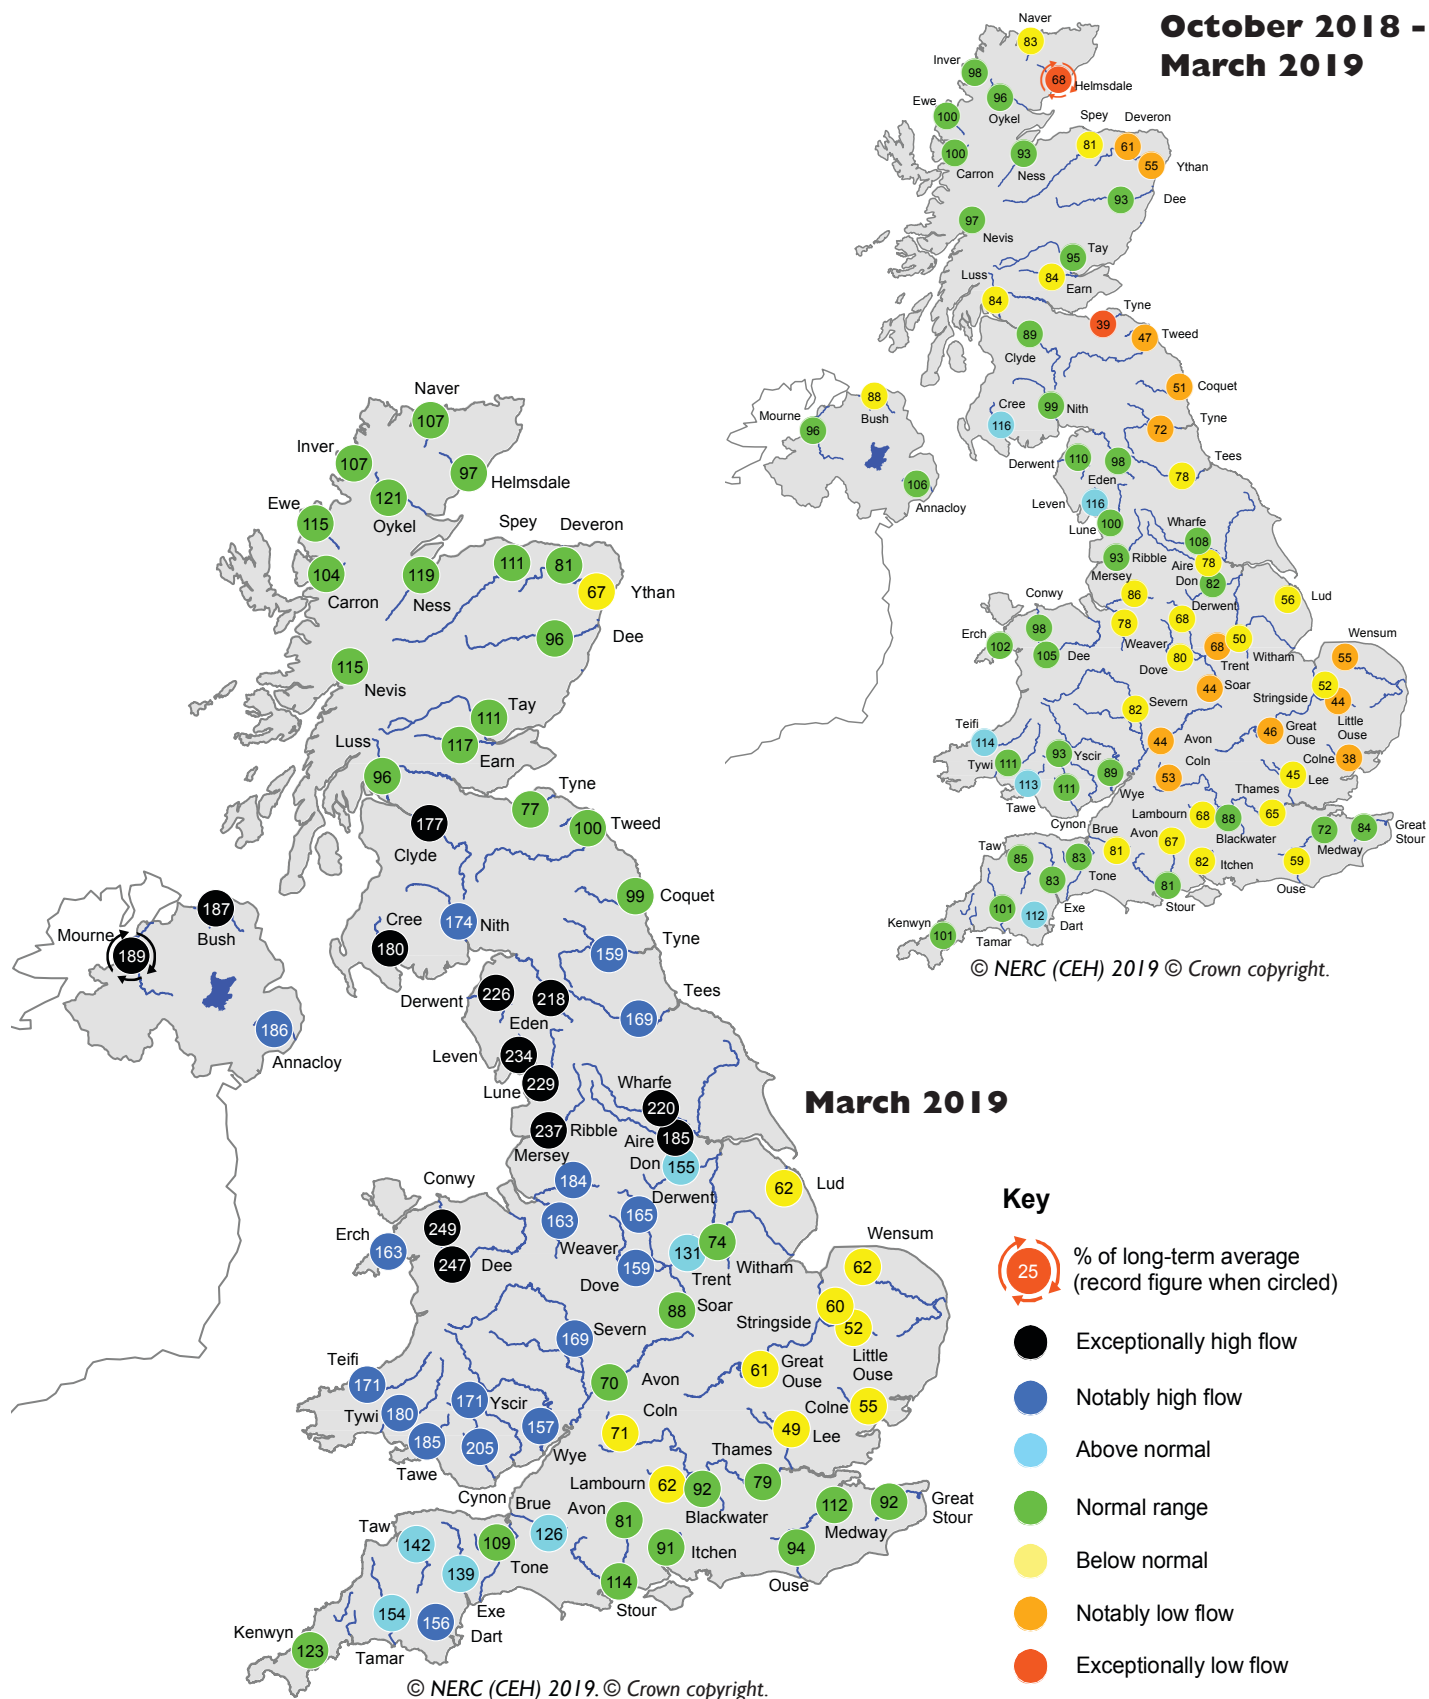 October 2018 -
March 2019
Naver
83
Inver
98
68
Helmsdale
96
Oykel
Ewe
100
Spey
Deveron
100
Carron
93
Ness
81
61
55
Ythan
93
Dee
97
Nevis
95
Tay
Luss
84
Earn
84
Tyne
39
47
Tweed
89
Clyde
51
Coquet
88
Bush
Mourne
96
Cree
116
99
Nith
72
Tyne
106
Annacloy
Derwent
110
98
Eden
Tees
78
Leven
116
Lune
100
Wharfe
108
93
Ribble
Aire
78
Mersey
Don
82
86
Derwent
56
Lud
Conwy
98
78
Weaver
68
Erch
102
105
Dee
Dove
80
68
Trent
50
Witham
Wensum
55
44
Soar
Stringside
52
44
Little
Ouse
82
Severn
46
Great
Ouse
Teifi
114
44
Avon
Colne
38
Tywi
111
93
Yscir
Coln
53
45
Lee
113
Tawe
111
Cynon
89
Wye
Thames
65
Lambourn
68
88
Blackwater
72
Medway
84
Great
Stour
Brue
81
Avon
67
82
Itchen
59
Ouse
Taw
85
83
Tone
83
Exe
81
Stour
101
Tamar
112
Dart
Kenwyn
101
© NERC (CEH) 2019 © Crown copyright.
Naver
107
Inver
107
97
Helmsdale
121
Oykel
Ewe
115
Spey
Deveron
104
Carron
119
Ness
111
81
67
Ythan
96
Dee
115
Nevis
111
Tay
Luss
117
Earn
96
Tyne
77
100
Tweed
177
Clyde
99
Coquet
187
Bush
Mourne
189
Cree
180
174
Nith
159
Tyne
186
Annacloy
Derwent
226
218
Eden
Tees
169
Leven
234
Lune
229
Wharfe
220
March 2019
237
Ribble
Aire
185
Mersey
Don
155
184
Derwent
62
Lud
Conwy
249
163
Weaver
165
Erch
163
247
Dee
Dove
159
131
Trent
74
Witham
Wensum
62
88
Soar
Stringside
60
52
Little
Ouse
169
Severn
61
Great
Ouse
Teifi
171
70
Avon
Colne
55
Tywi
180
171
Yscir
Coln
71
49
Lee
185
Tawe
205
Cynon
157
Wye
Thames
79
Lambourn
62
92
Blackwater
112
Medway
92
Great
Stour
Brue
126
Avon
81
91
Itchen
94
Ouse
Taw
142
109
Tone
139
Exe
114
Stour
154
Tamar
156
Dart
Kenwyn
123
© NERC (CEH) 2019. © Crown copyright.
Key
25
% of long-term average
(record figure when circled)
Exceptionally high flow
Notably high flow
Above normal
Normal range
Below normal
Notably low flow
Exceptionally low flow